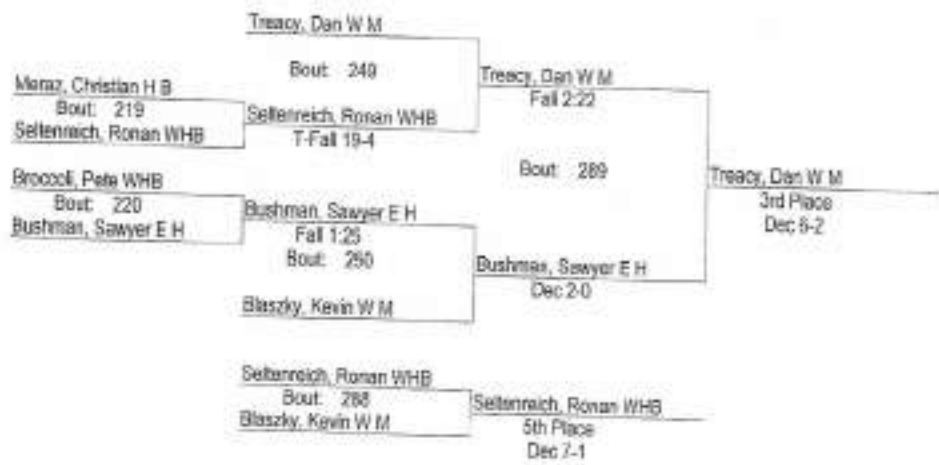 Treacy, Dan W M
Bout: 249
Treacy, Dan W M
Fall 2:22
Meraz, Christian H B
Bout: 219
Seltenreich, Ronan WHB
Seltenreich, Ronan WHB
T-Fall 19-4
Bout: 289
Treacy, Dan W M
3rd Place
Dec 6-2
Broccoli, Pete WHB
Bout: 220
Bushman, Sawyer E H
Bushman, Sawyer E H
Fall 1:25
Bout: 250
Bushman, Sawyer E H
Dec 2-0
Blaszky, Kevin W M
Seltenreich, Ronan WHB
Bout: 288
Blaszky, Kevin W M
Seltenreich, Ronan WHB
5th Place
Dec 7-1